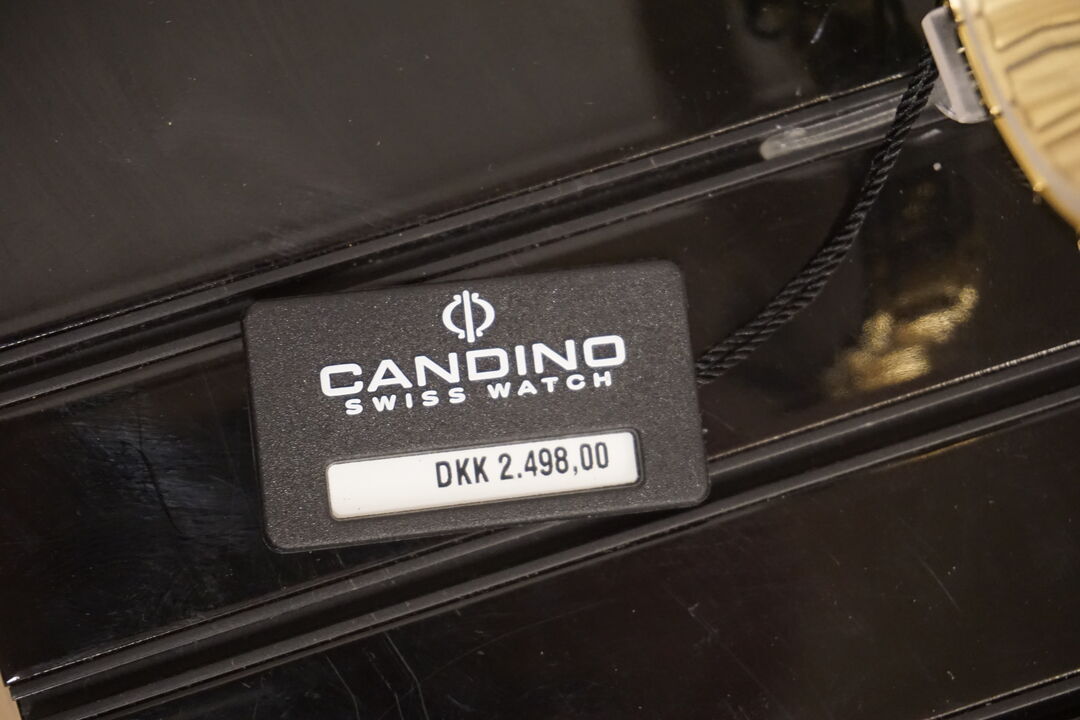 CANDINO
SWISS WATCH
DKK 2.498,00